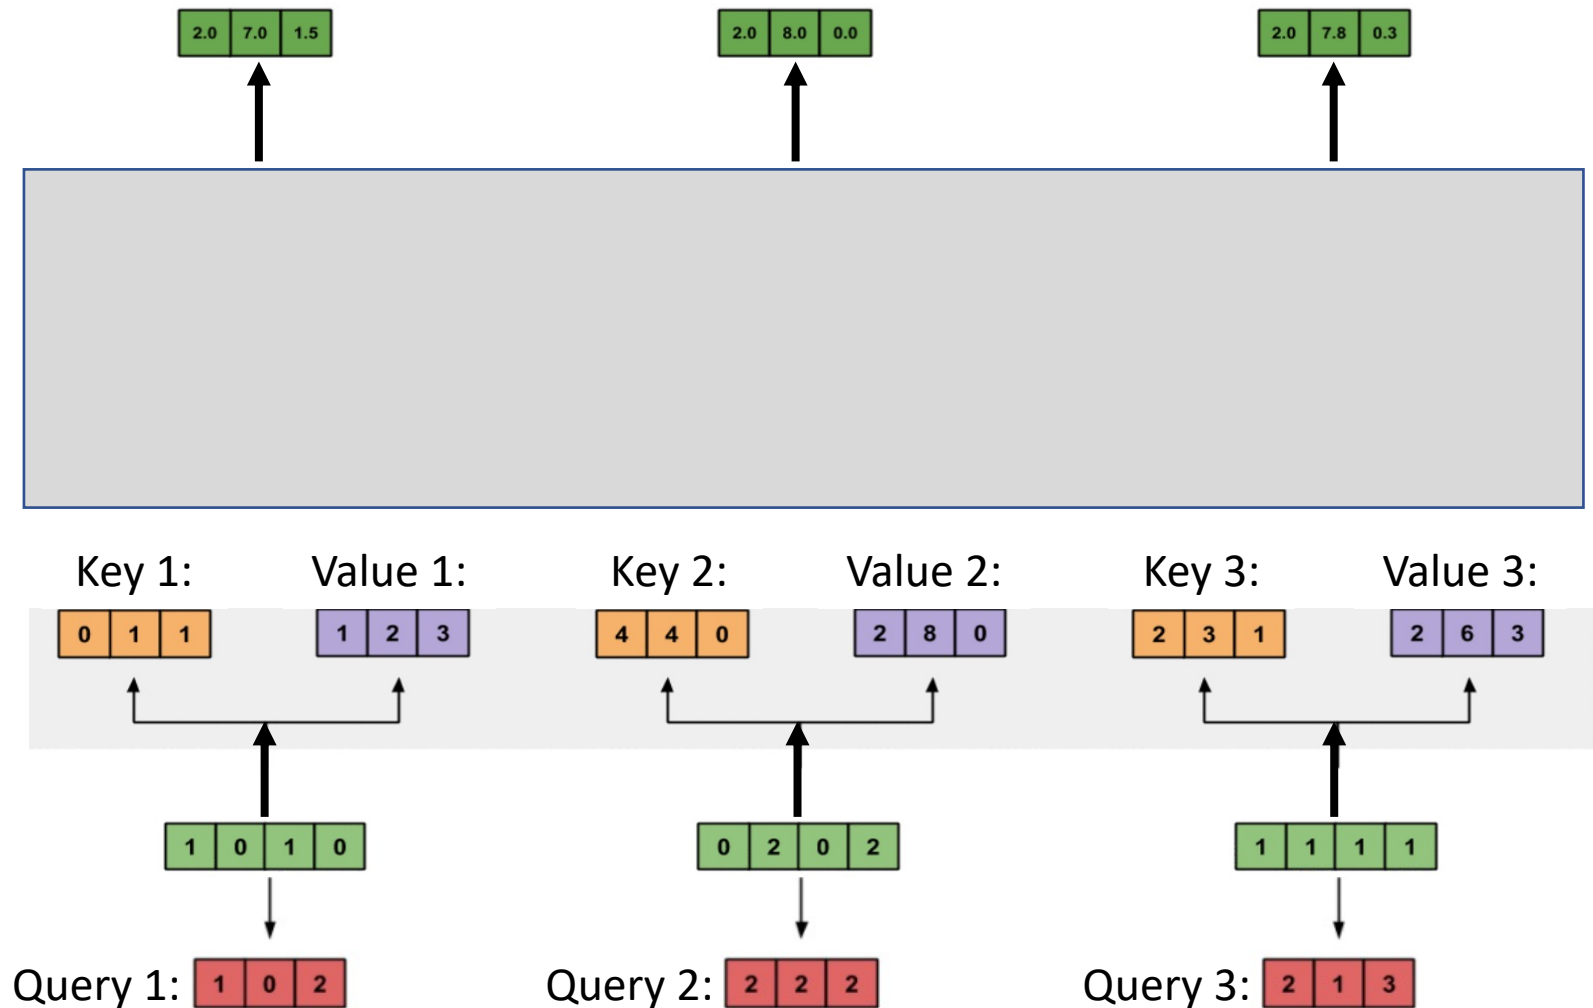 2.0 7.0 1.5 2.0 8.0 0.0 2.0 7.8 0.3
Key 1: Value 1: Key 2: Value 2: Key 3: Value 3:
0 1 1 1 2 3 4 4 0 2 8 0 2 3 1 2 6 3
1 0 1 0 0 2 0 2 1 1 1 1
Query 1: 1 0 2 Query 2: 2 2 2 Query 3: 2 1 3